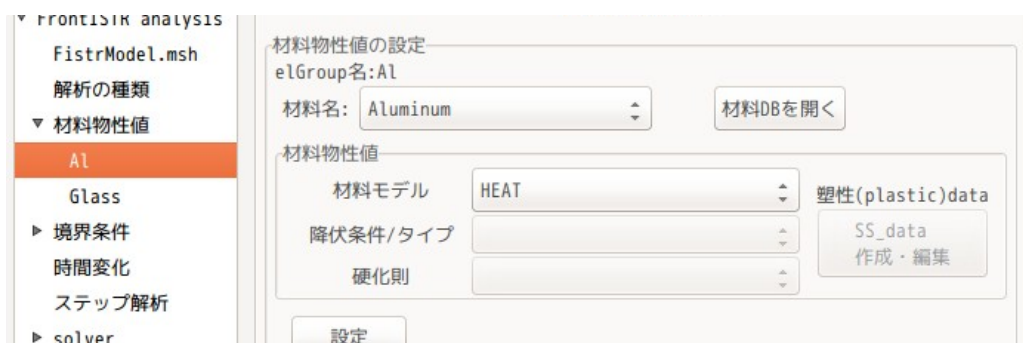 FrontISTR analysis
FistrModel.msh
解析の種類
材料物性値
Al
Glass
境界条件
時間変化
ステップ解析
solver
材料物性値の設定
elGroup名:Al
材料名: Aluminum 材料DBを開く
材料物性値
材料モデル HEAT 塑性(plastic)data
降伏条件/タイプ SS_data
作成・編集
硬化則
設定